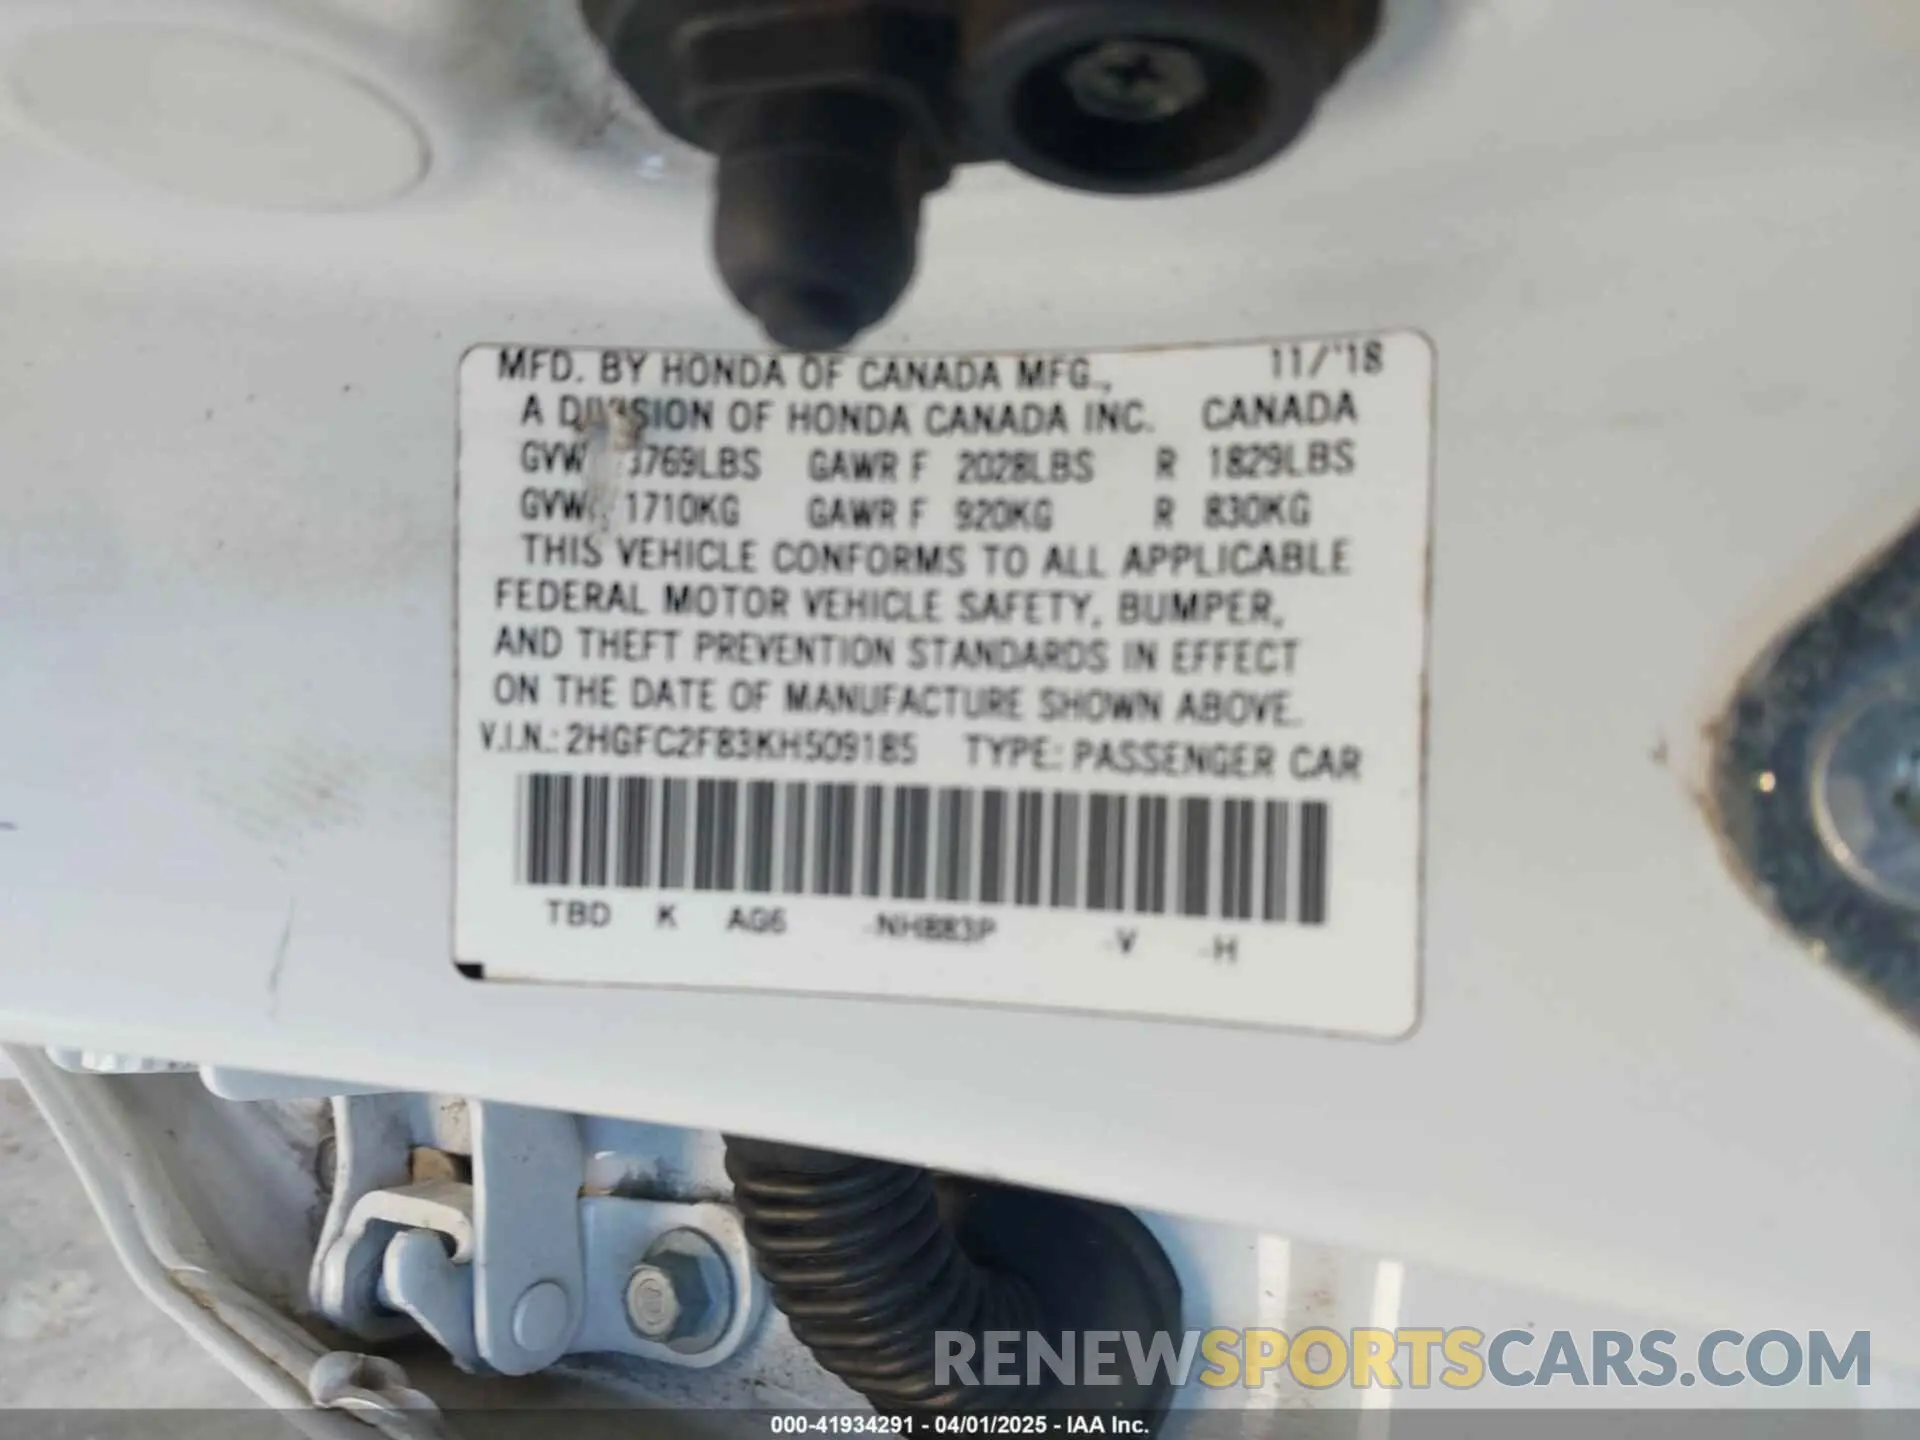 MFD. BY HONDA OF CANADA MFG., 11/'18
A DIVISION OF HONDA CANADA INC. CANADA
GVW 3769LBS GAWR F 2028LBS R 1829LBS
GVW 1710KG GAWR F 920KG R 830KG
THIS VEHICLE CONFORMS TO ALL APPLICABLE
FEDERAL MOTOR VEHICLE SAFETY, BUMPER,
AND THEFT PREVENTION STANDARDS IN EFFECT
ON THE DATE OF MANUFACTURE SHOWN ABOVE.
V.I.N.: 2HGFC2F83KH509185 TYPE: PASSENGER CAR
TBD K AG6 -NH883P -V -H
RENEWSPORTSCARS.COM
000-41934291 - 04/01/2025 - IAA Inc.